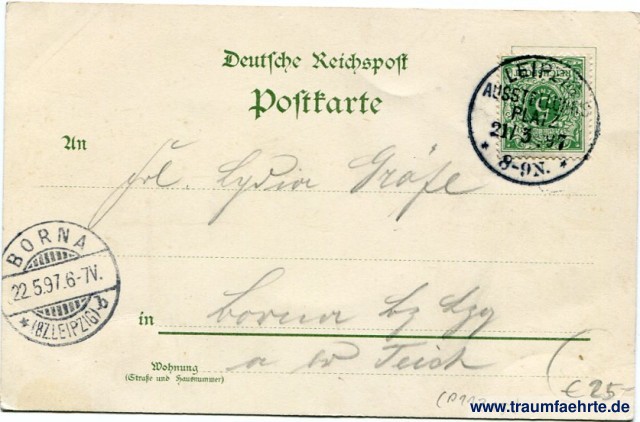 Deutsche Reichspost
Postkarte
LEIPZIG
AUSSTELLUNGS
PLATZ
21/5 97
* 8-9N. *
An
Frl. Lydia Gräfe
BORNA
22.5.97.6-7V.
*(BZ.LEIPZIG)
in Borna bz Lpzg
Wohnung
(Straße und Hausnummer)
a Teich
€ 25-
www.traumfaehrte.de